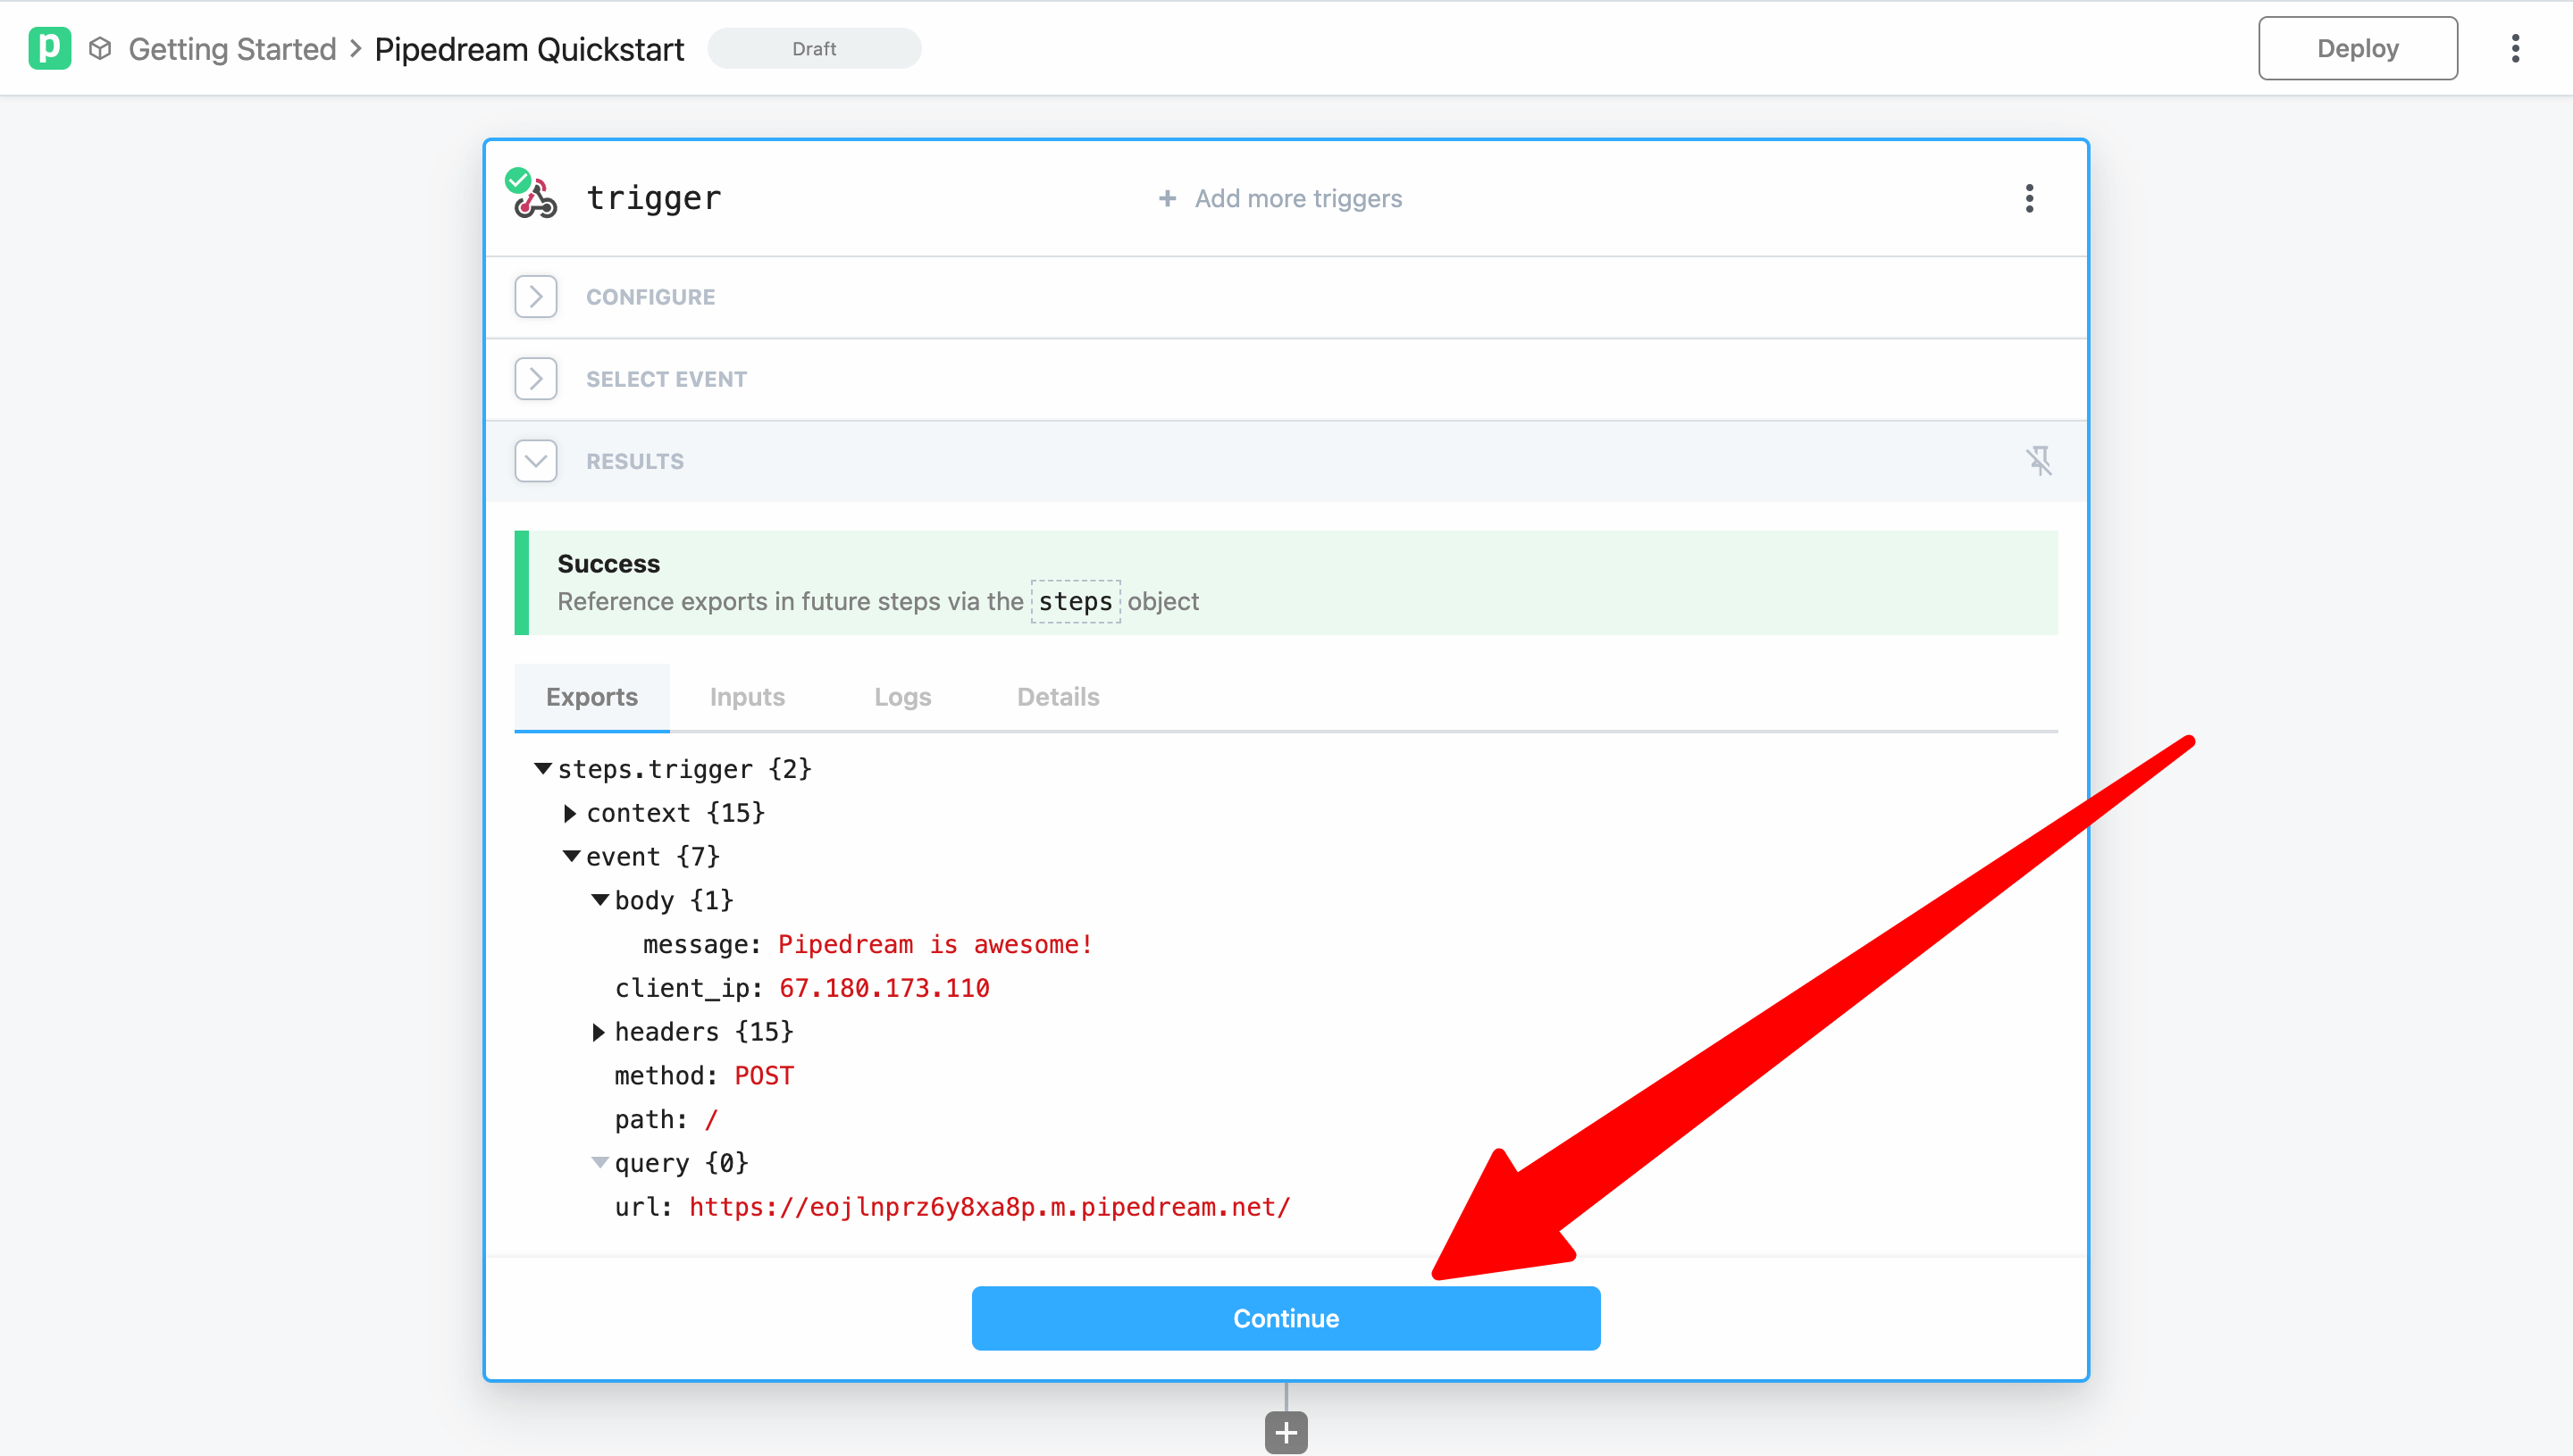 p Getting Started > Pipedream Quickstart Draft Deploy
trigger + Add more triggers
CONFIGURE
SELECT EVENT
RESULTS
Success
Reference exports in future steps via the steps object
Exports Inputs Logs Details
steps.trigger {2}
context {15}
event {7}
body {1}
message: Pipedream is awesome!
client_ip: 67.180.173.110
headers {15}
method: POST
path: /
query {0}
url: https://eojlnprz6y8xa8p.m.pipedream.net/
Continue
+